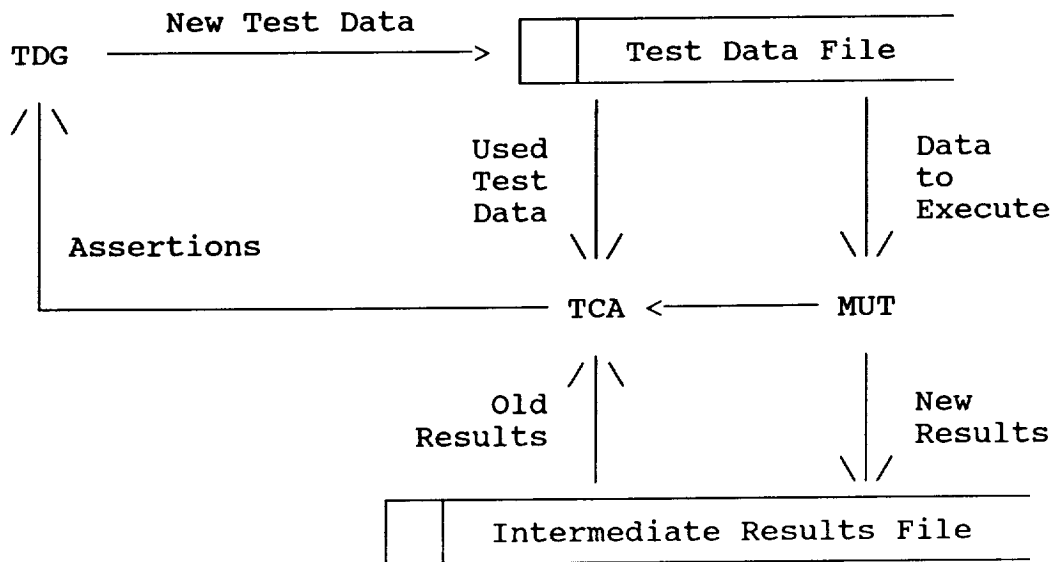 New Test Data
TDG
Test Data File
Used
Test
Data
Data
to
Execute
Assertions
TCA
MUT
Old
Results
New
Results
Intermediate Results File